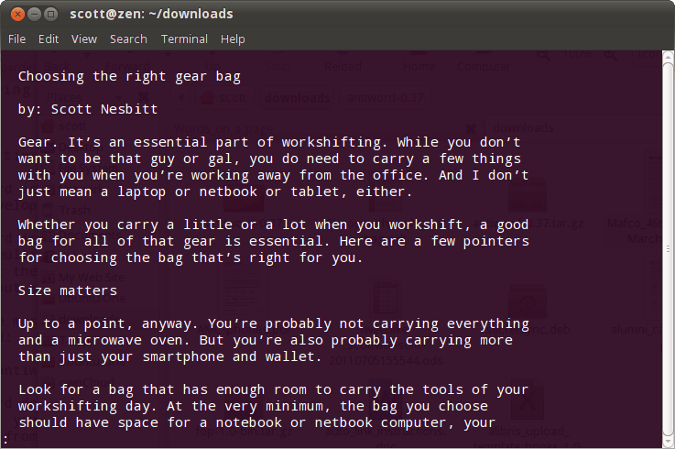 scott@zen: ~/downloads
File Edit View Search Terminal Help
Choosing the right gear bag
by: Scott Nesbitt
Gear. It's an essential part of workshifting. While you don't
want to be that guy or gal, you do need to carry a few things
with you when you're working away from the office. And I don't
just mean a laptop or netbook or tablet, either.
Whether you carry a little or a lot when you workshift, a good
bag for all of that gear is essential. Here are a few pointers
for choosing the bag that's right for you.
Size matters
Up to a point, anyway. You're probably not carrying everything
and a microwave oven. But you're also probably carrying more
than just your smartphone and wallet.
Look for a bag that has enough room to carry the tools of your
workshifting day. At the very minimum, the bag you choose
should have space for a notebook or netbook computer, your
: